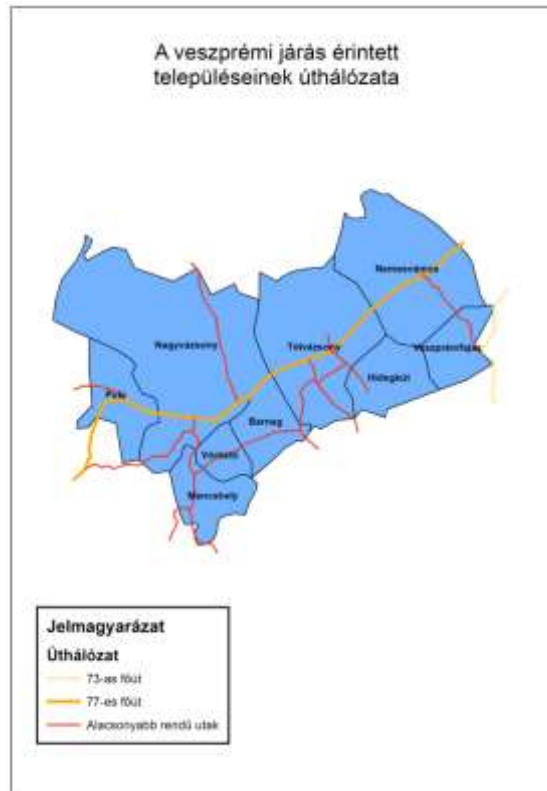 A veszprémi járás érintett
településeinek úthálózata
Nemesvámos
Nagyvázsony
Tótvázsony
Veszprémfajsz
Hidegkút
Pula
Barnag
Vöröstó
Mencshely
Jelmagyarázat
Úthálózat
73-as főút
77-es főút
Alacsonyabb rendű utak